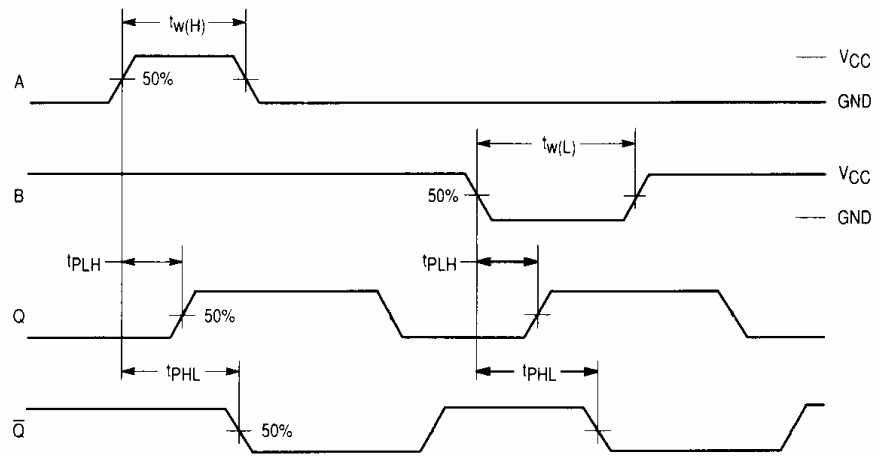 tw(H)
VCC
A
50%
GND
tw(L)
VCC
B
50%
GND
tPLH
tPLH
Q
50%
tPHL
tPHL
Q̅
50%